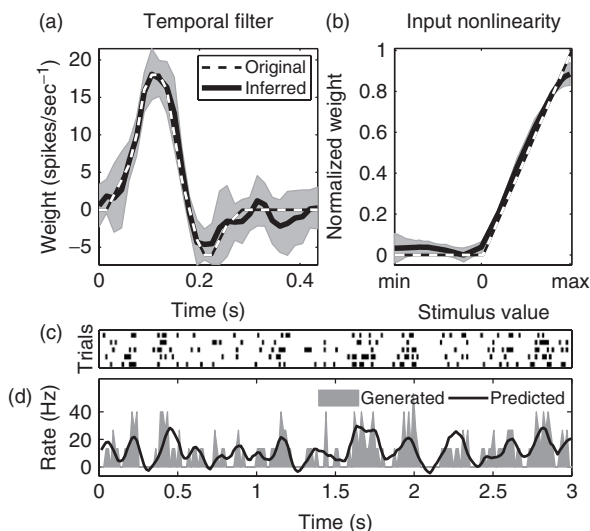 (a) Temporal filter
Weight (spikes/sec⁻¹)
20
15
10
5
0
−5
Original
Inferred
0 0.2 0.4
Time (s)
(b) Input nonlinearity
Normalized weight
1
0.8
0.6
0.4
0.2
0
min 0 max
Stimulus value
(c)
Trials
(d)
Rate (Hz)
40
20
0
Generated Predicted
0 0.5 1 1.5 2 2.5 3
Time (s)